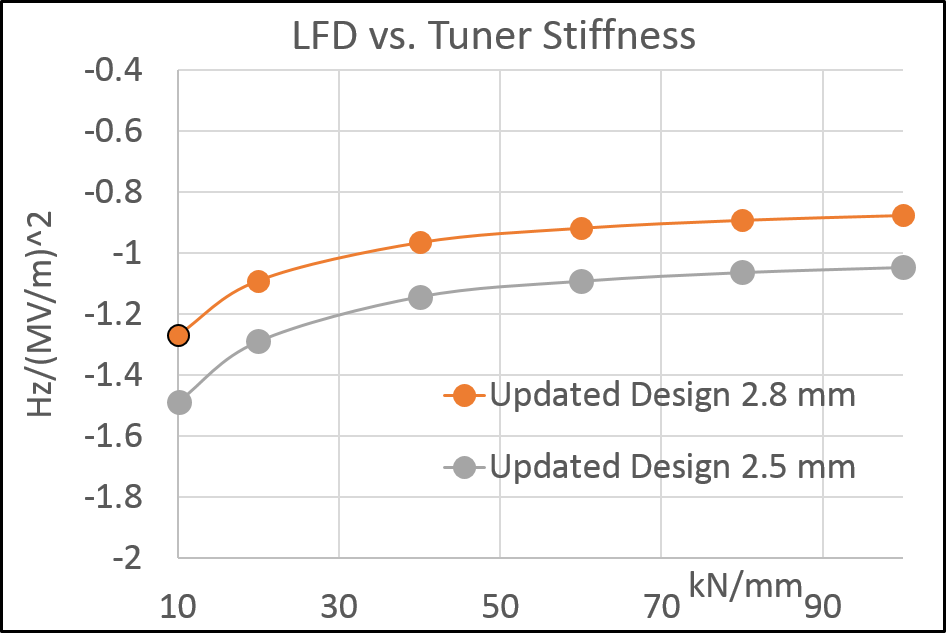 LFD vs. Tuner Stiffness
-0.4
-0.6
-0.8
-1
-1.2
-1.4
-1.6
-1.8
-2
Hz/(MV/m)^2
Updated Design 2.8 mm
Updated Design 2.5 mm
kN/mm
10 30 50 70 90